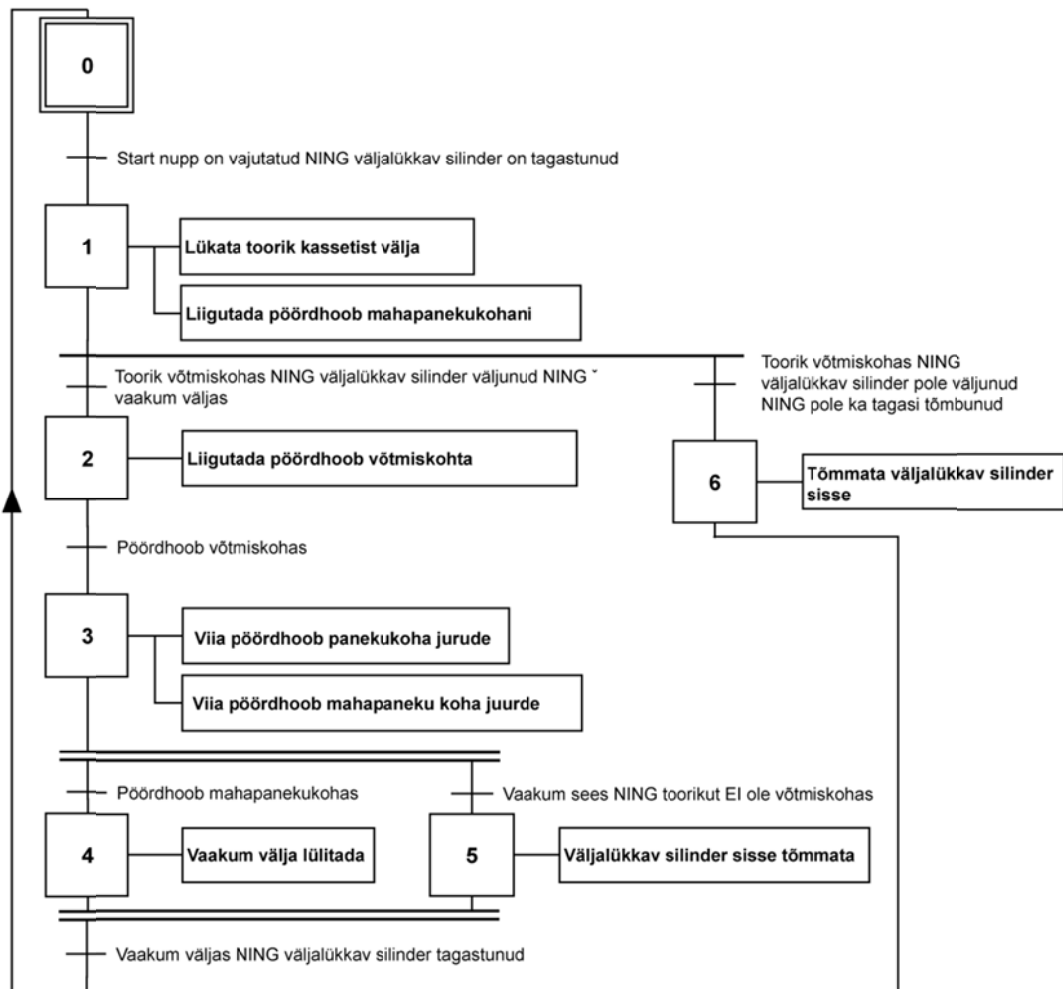 0
Start nupp on vajutatud NING väljalükkav silinder on tagastunud
1
Lükata toorik kassetist välja
Liigutada pöördhoob mahapanekukohani
Toorik võtmiskohas NING väljalükkav silinder väljunud NING ˇ
vaakum väljas
Toorik võtmiskohas NING
väljalükkav silinder pole väljunud
NING pole ka tagasi tõmbunud
2
Liigutada pöördhoob võtmiskohta
6
Tõmmata väljalükkav silinder
sisse
Pöördhoob võtmiskohas
3
Viia pöördhoob panekukoha jurude
Viia pöördhoob mahapaneku koha juurde
Pöördhoob mahapanekukohas
Vaakum sees NING toorikut EI ole võtmiskohas
4
Vaakum välja lülitada
5
Väljalükkav silinder sisse tõmmata
Vaakum väljas NING väljalükkav silinder tagastunud